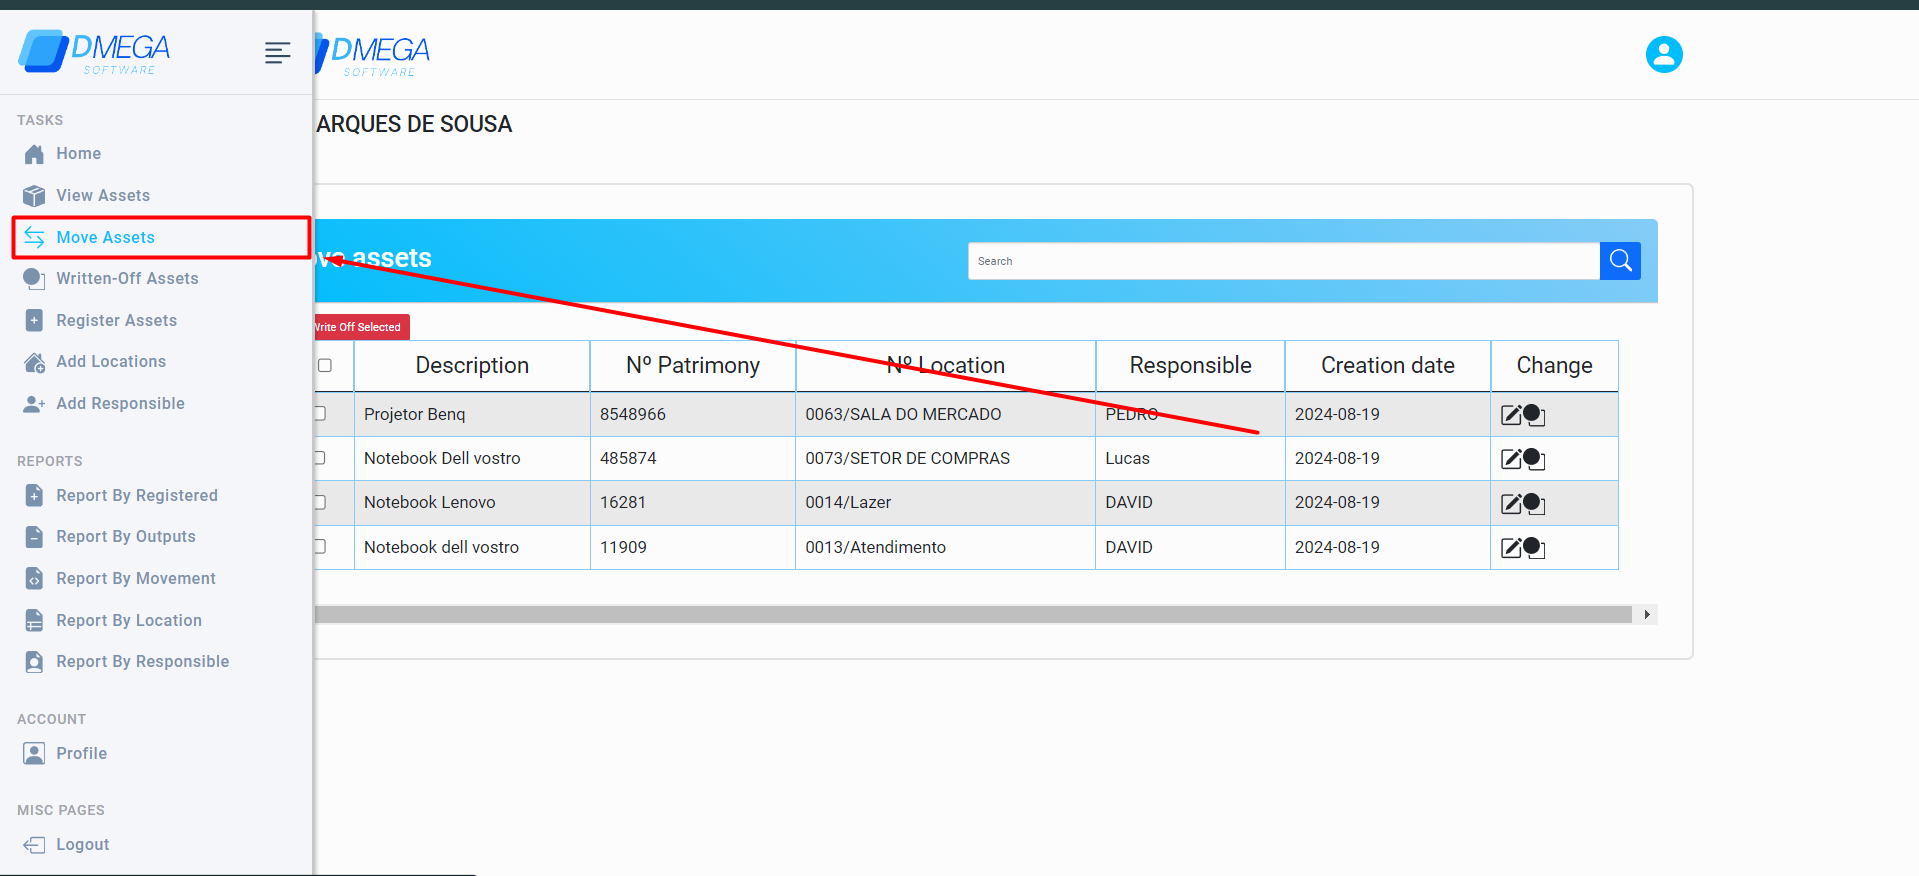 DMEGA
SOFTWARE
DMEGA
SOFTWARE
TASKS
Home
View Assets
Move Assets
Written-Off Assets
Register Assets
Add Locations
Add Responsible
REPORTS
Report By Registered
Report By Outputs
Report By Movement
Report By Location
Report By Responsible
ACCOUNT
Profile
MISC PAGES
Logout
ARQUES DE SOUSA
ve assets
Search
Write Off Selected
Description Nº Patrimony Nº Location Responsible Creation date Change
Projetor Benq 8548966 0063/SALA DO MERCADO PEDRO 2024-08-19
Notebook Dell vostro 485874 0073/SETOR DE COMPRAS Lucas 2024-08-19
Notebook Lenovo 16281 0014/Lazer DAVID 2024-08-19
Notebook dell vostro 11909 0013/Atendimento DAVID 2024-08-19